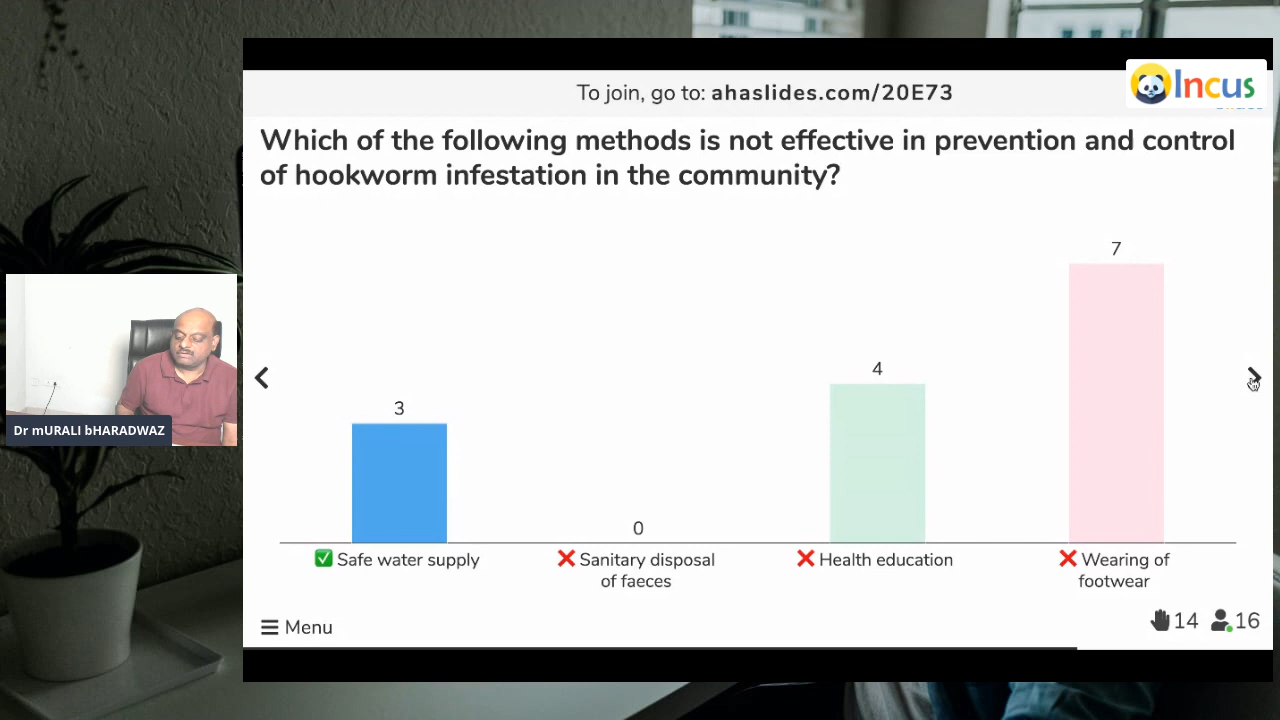 To join, go to: ahaslides.com/20E73
Incus
Which of the following methods is not effective in prevention and control
of hookworm infestation in the community?
7
4
3
0
Safe water supply
Sanitary disposal
of faeces
Health education
Wearing of
footwear
Dr mURALI bHARADWAZ
Menu
14
16